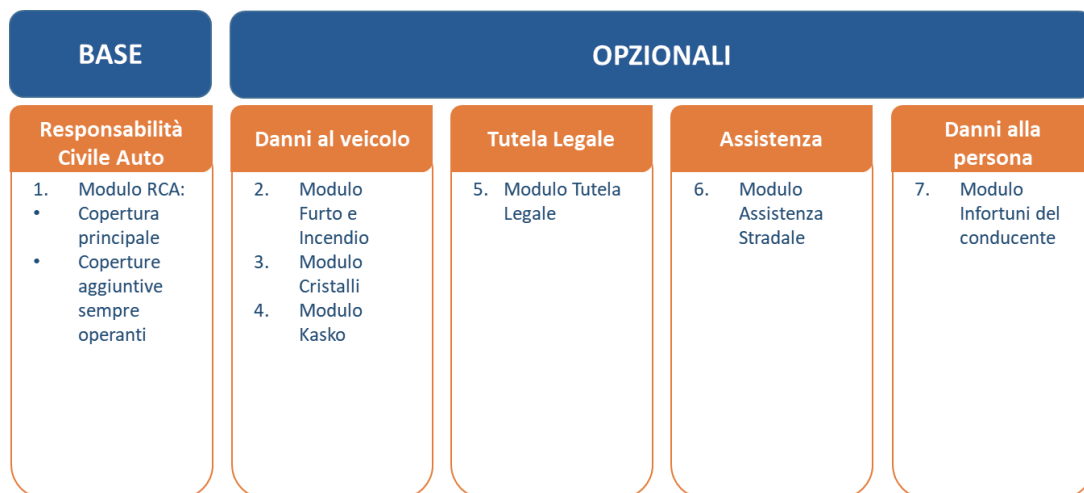 BASE
OPZIONALI
Responsabilità
Civile Auto
1. Modulo RCA:
• Copertura
principale
• Coperture
aggiuntive
sempre
operanti
Danni al veicolo
2. Modulo
Furto e
Incendio
3. Modulo
Cristalli
4. Modulo
Kasko
Tutela Legale
5. Modulo Tutela
Legale
Assistenza
6. Modulo
Assistenza
Stradale
Danni alla
persona
7. Modulo
Infortuni del
conducente